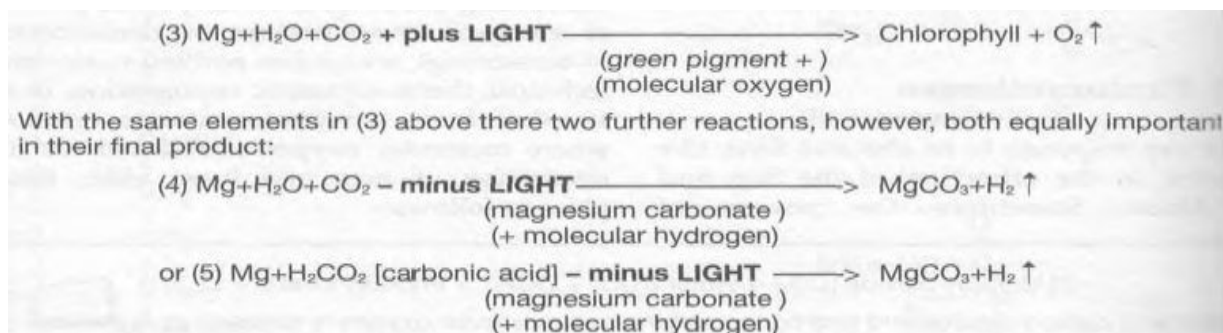 (3) Mg+H₂O+CO₂ + plus LIGHT ————> Chlorophyll + O₂↑
(green pigment + )
(molecular oxygen)
With the same elements in (3) above there two further reactions, however, both equally important
in their final product:
(4) Mg+H₂O+CO₂ – minus LIGHT ————> MgCO₃+H₂↑
(magnesium carbonate )
(+ molecular hydrogen)
or (5) Mg+H₂CO₂ [carbonic acid] – minus LIGHT ———> MgCO₃+H₂↑
(magnesium carbonate )
(+ molecular hydrogen)